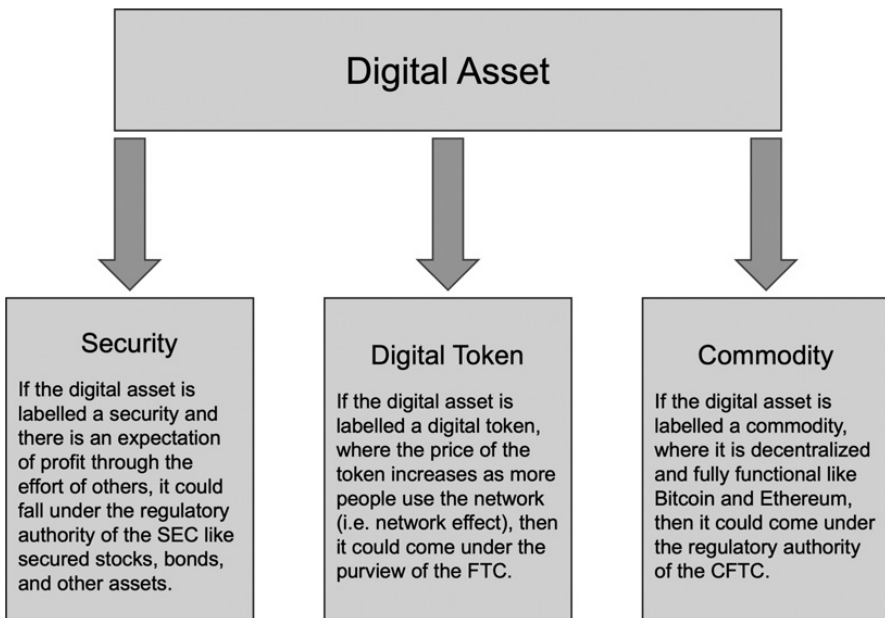 Digital Asset
Security
If the digital asset is
labelled a security and
there is an expectation
of profit through the
effort of others, it could
fall under the regulatory
authority of the SEC like
secured stocks, bonds,
and other assets.
Digital Token
If the digital asset is
labelled a digital token,
where the price of the
token increases as more
people use the network
(i.e. network effect), then
it could come under the
purview of the FTC.
Commodity
If the digital asset is
labelled a commodity,
where it is decentralized
and fully functional like
Bitcoin and Ethereum,
then it could come under
the regulatory authority
of the CFTC.